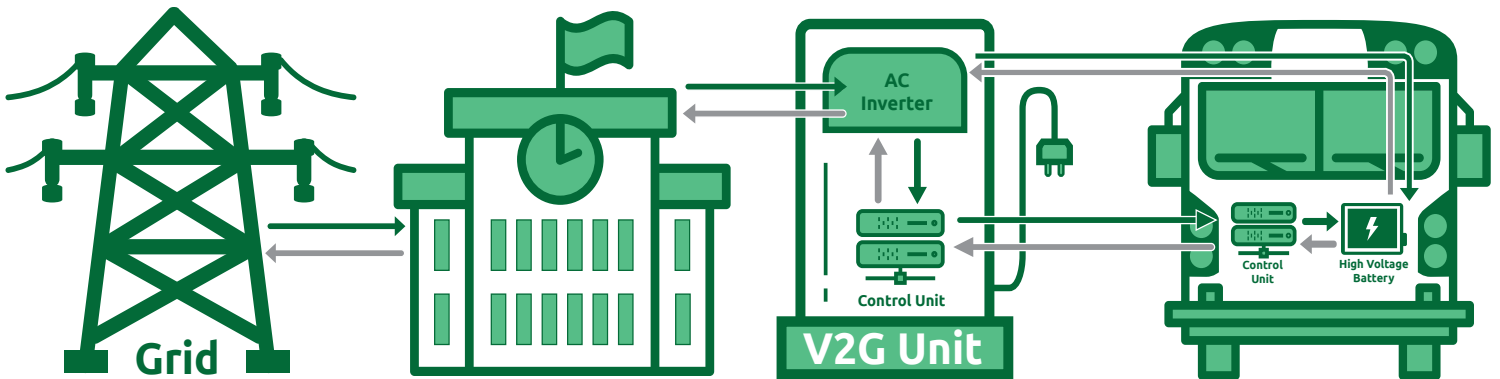 Grid
AC
Inverter
Control Unit
V2G Unit
Control
Unit
High Voltage
Battery